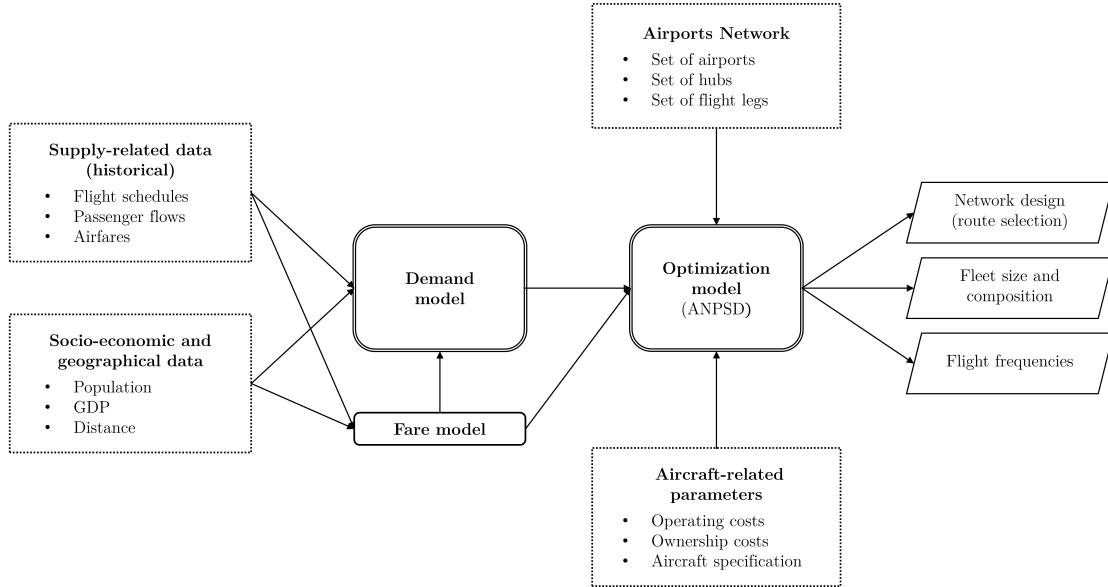 Airports Network
• Set of airports
• Set of hubs
• Set of flight legs
Supply-related data
(historical)
• Flight schedules
• Passenger flows
• Airfares
Socio-economic and
geographical data
• Population
• GDP
• Distance
Demand
model
Fare model
Optimization
model
(ANPSD)
Aircraft-related
parameters
• Operating costs
• Ownership costs
• Aircraft specification
Network design
(route selection)
Fleet size and
composition
Flight frequencies